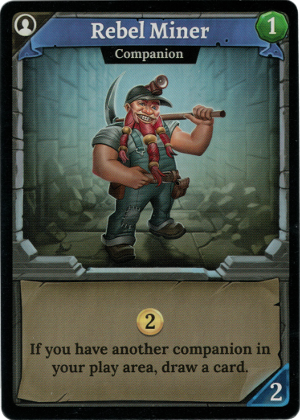 Rebel Miner
1
Companion
2
If you have another companion in
your play area, draw a card.
2